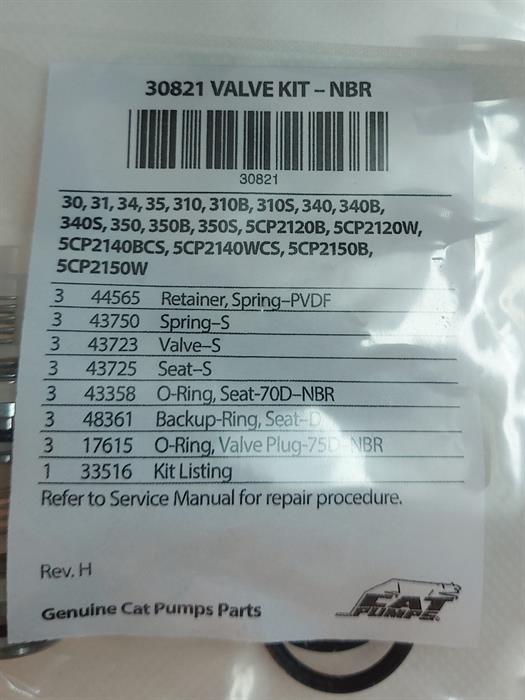 30821 VALVE KIT – NBR
30821
30, 31, 34, 35, 310, 310B, 310S, 340, 340B,
340S, 350, 350B, 350S, 5CP2120B, 5CP2120W,
5CP2140BCS, 5CP2140WCS, 5CP2150B,
5CP2150W
3 44565 Retainer, Spring–PVDF
3 43750 Spring–S
3 43723 Valve–S
3 43725 Seat–S
3 43358 O-Ring, Seat-70D–NBR
3 48361 Backup-Ring, Seat–D
3 17615 O-Ring, Valve Plug-75D–NBR
1 33516 Kit Listing
Refer to Service Manual for repair procedure.
Rev. H
Genuine Cat Pumps Parts
CAT
PUMPS®